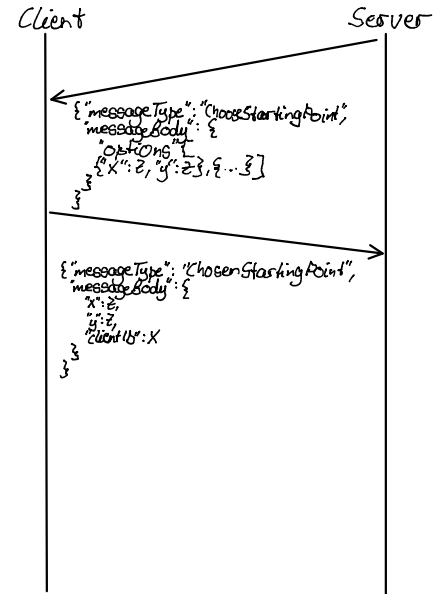 Client
Server
{"messageType": "ChooseStartingPoint",
"messageBody": {
"options"[
{"x": z, "y": z}, {...}]
}
}
{"messageType": "ChosenStartingPoint",
"messageBody": {
"x": z,
"y": z,
"clientID": X
}
}